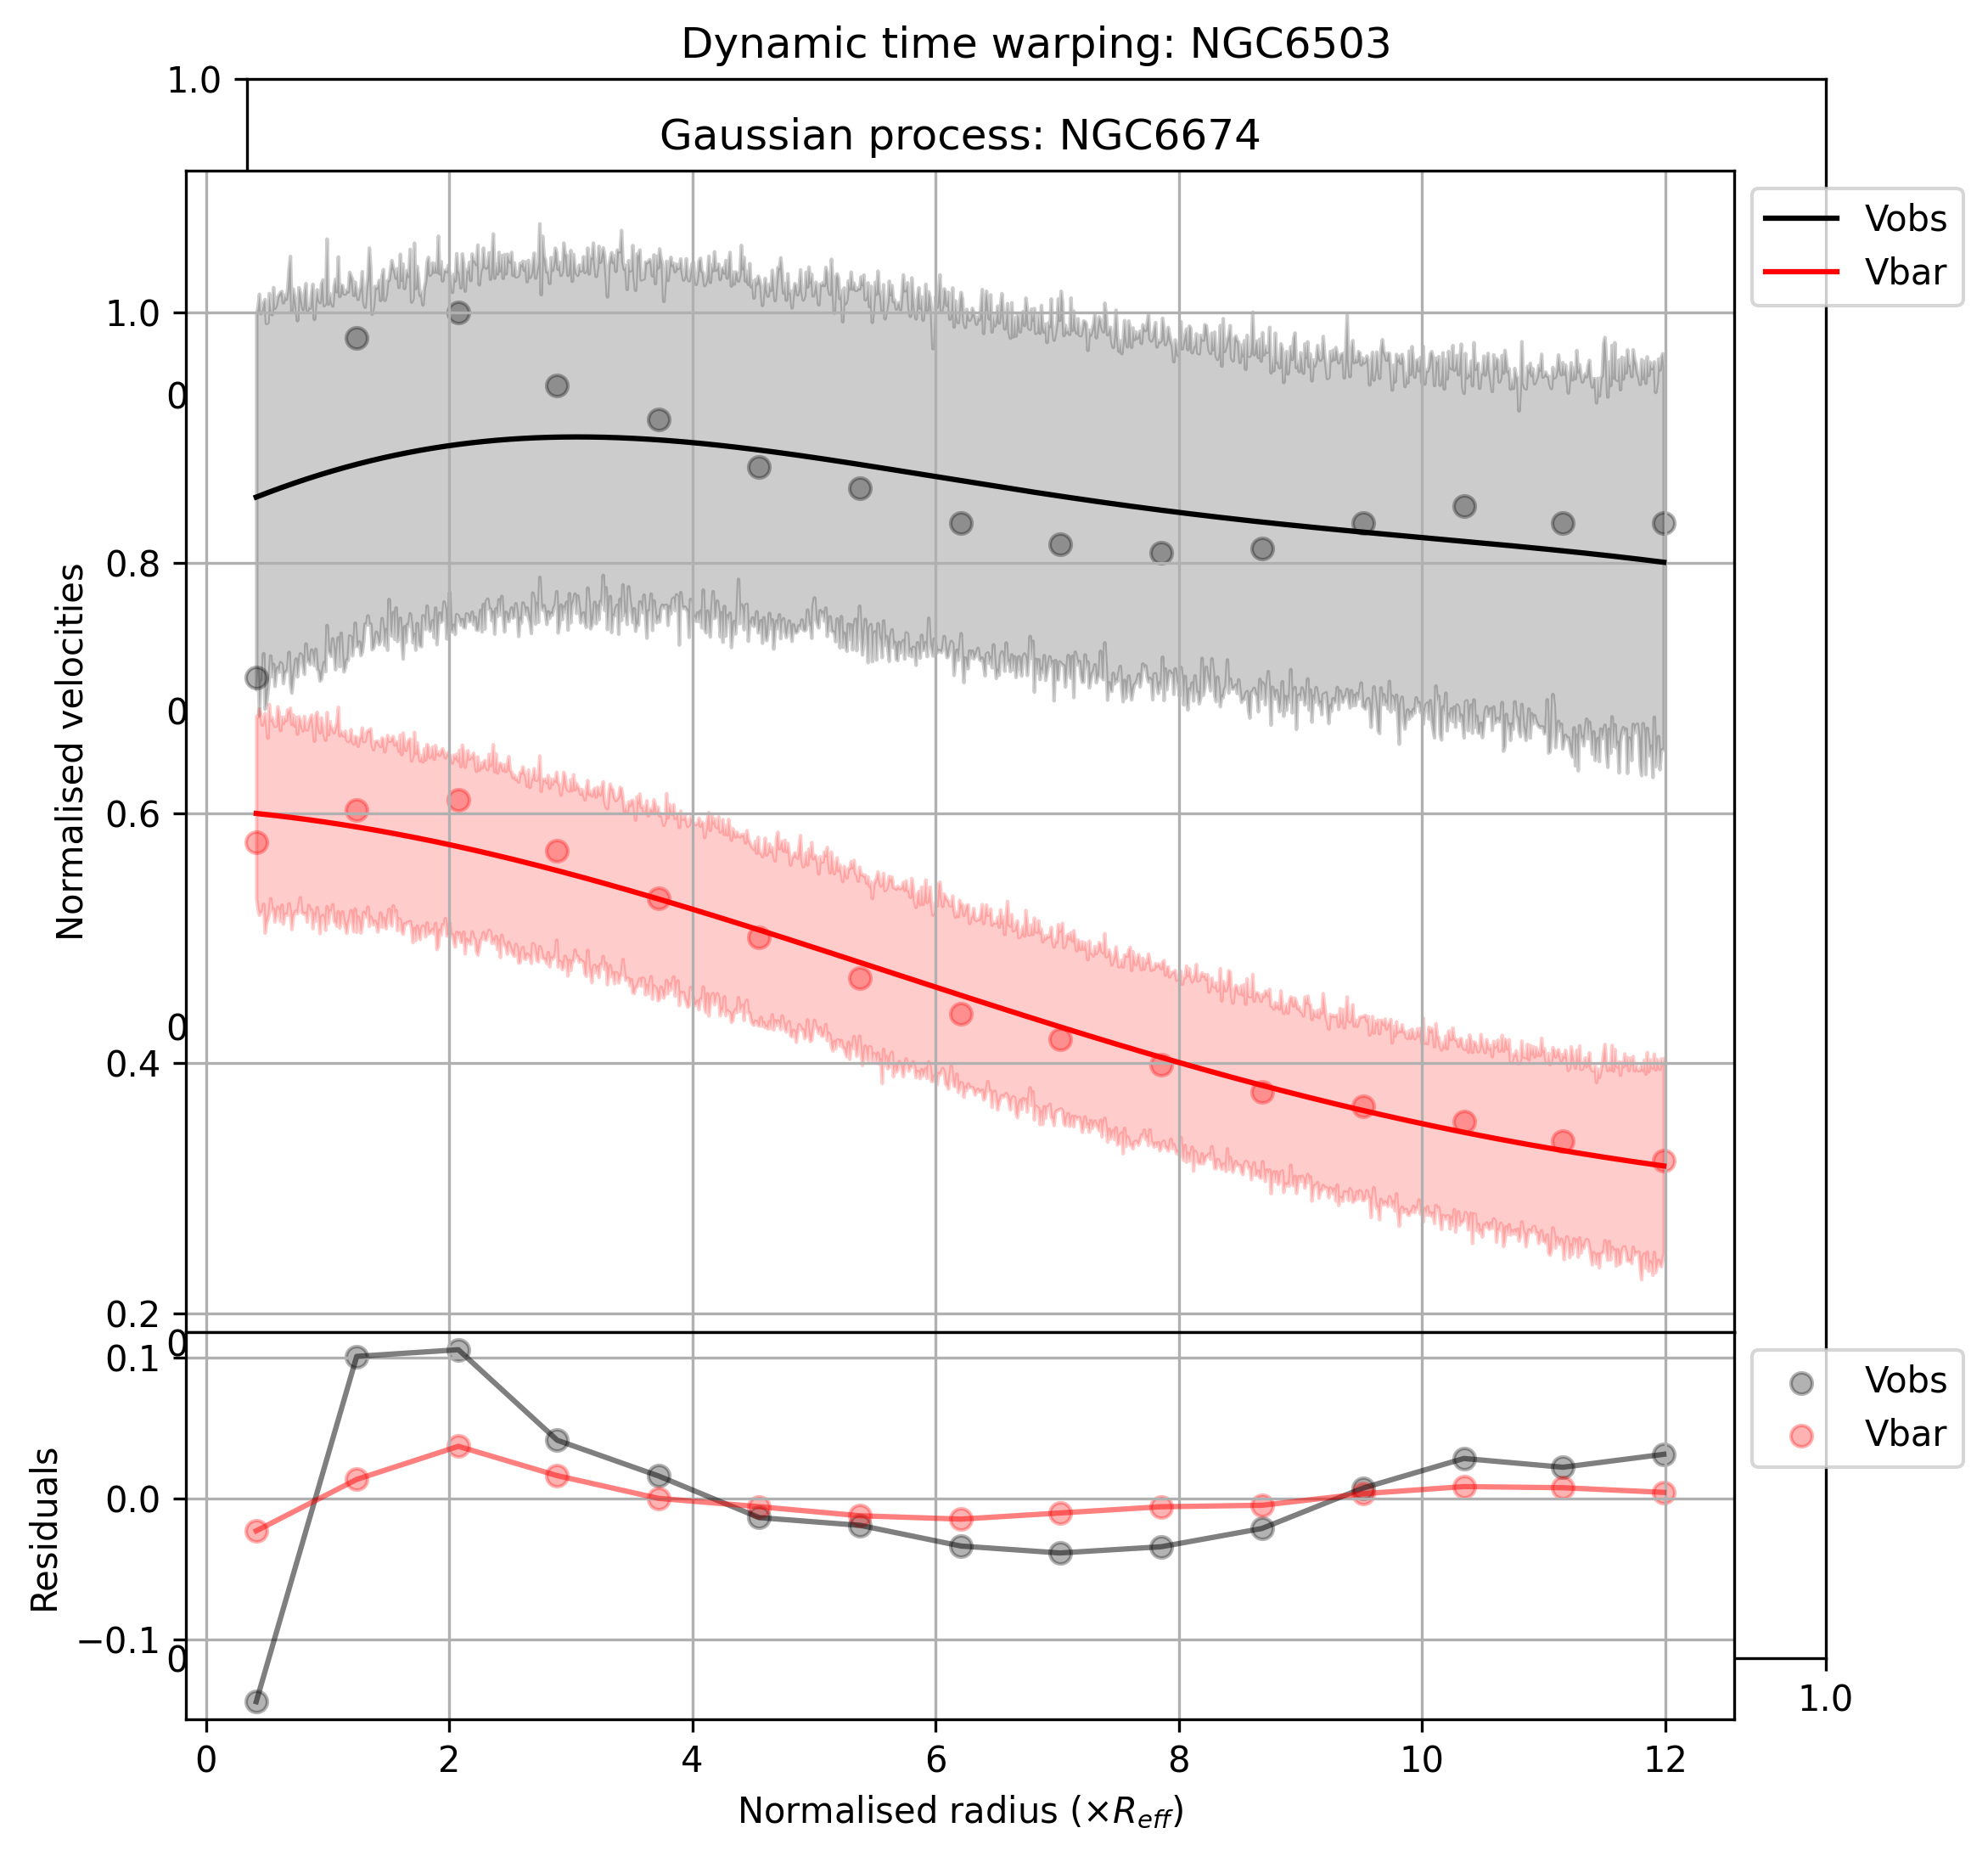 Dynamic time warping: NGC6503
1.0
Gaussian process: NGC6674
Vobs
Vbar
1.0
0
0.8
0
0.6
0
0.4
0.2
0
Normalised velocities
0.1
0.0
−0.1
0
Residuals
Vobs
Vbar
1.0
0 2 4 6 8 10 12
Normalised radius (×R_eff)